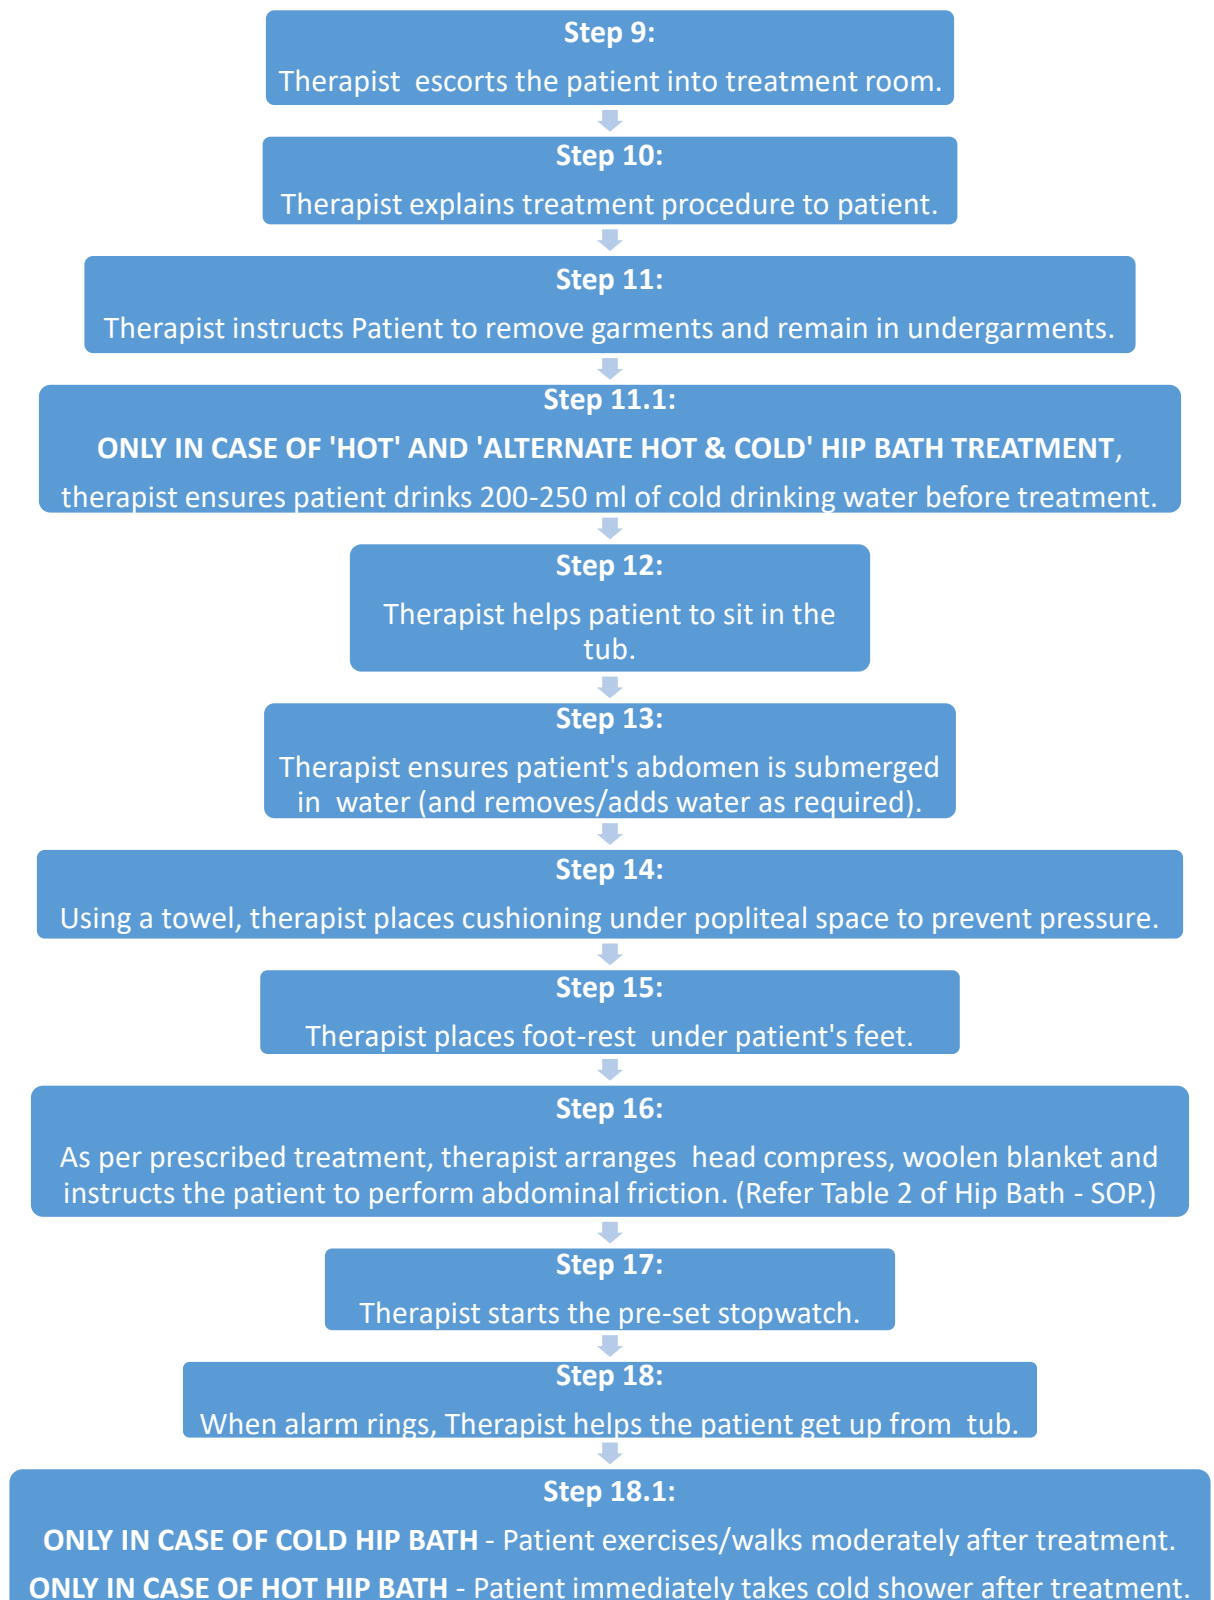 Step 9:
Therapist escorts the patient into treatment room.
Step 10:
Therapist explains treatment procedure to patient.
Step 11:
Therapist instructs Patient to remove garments and remain in undergarments.
Step 11.1:
ONLY IN CASE OF 'HOT' AND 'ALTERNATE HOT & COLD' HIP BATH TREATMENT,
therapist ensures patient drinks 200-250 ml of cold drinking water before treatment.
Step 12:
Therapist helps patient to sit in the
tub.
Step 13:
Therapist ensures patient's abdomen is submerged
in water (and removes/adds water as required).
Step 14:
Using a towel, therapist places cushioning under popliteal space to prevent pressure.
Step 15:
Therapist places foot-rest under patient's feet.
Step 16:
As per prescribed treatment, therapist arranges head compress, woolen blanket and
instructs the patient to perform abdominal friction. (Refer Table 2 of Hip Bath - SOP.)
Step 17:
Therapist starts the pre-set stopwatch.
Step 18:
When alarm rings, Therapist helps the patient get up from tub.
Step 18.1:
ONLY IN CASE OF COLD HIP BATH - Patient exercises/walks moderately after treatment.
ONLY IN CASE OF HOT HIP BATH - Patient immediately takes cold shower after treatment.